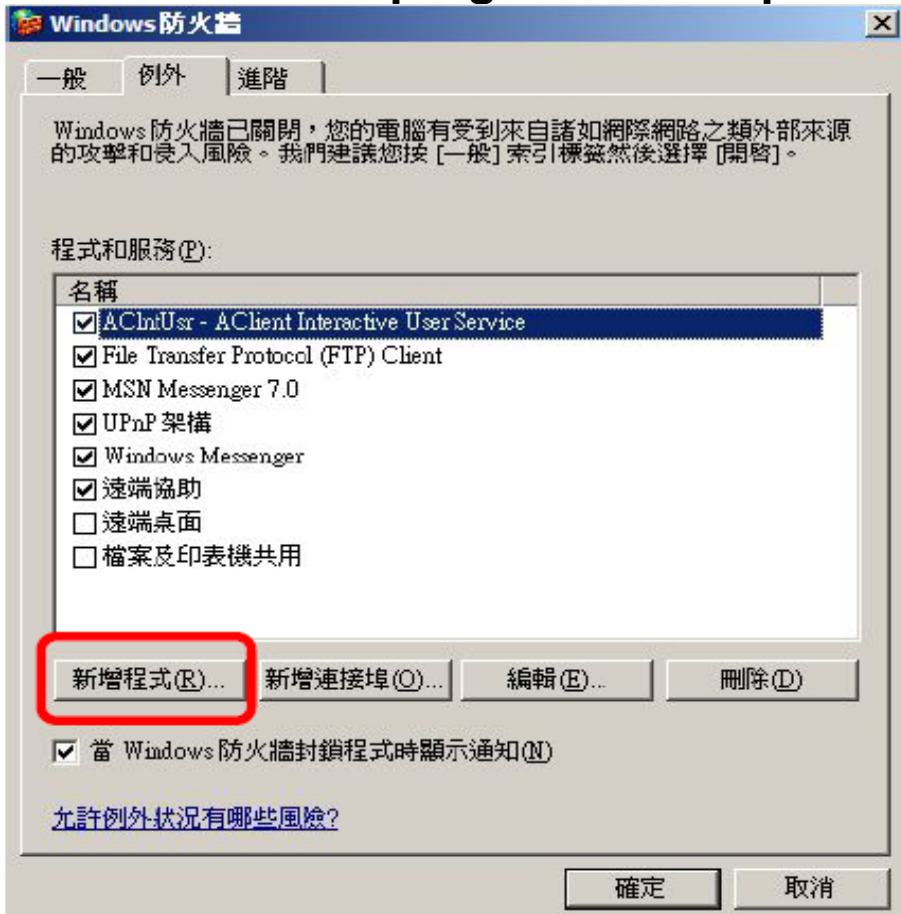 Windows防火牆
一般 例外 進階
Windows防火牆已關閉，您的電腦有受到來自諸如網際網路之類外部來源
的攻擊和侵入風險。我們建議您按 [一般] 索引標籤然後選擇 [開啓]。
程式和服務(P):
名稱
AClntUsr - AClient Interactive User Service
File Transfer Protocol (FTP) Client
MSN Messenger 7.0
UPnP 架構
Windows Messenger
遠端協助
遠端桌面
檔案及印表機共用
新增程式(R)... 新增連接埠(O)... 編輯(E)... 刪除(D)
當 Windows防火牆封鎖程式時顯示通知(N)
允許例外狀況有哪些風險?
確定 取消